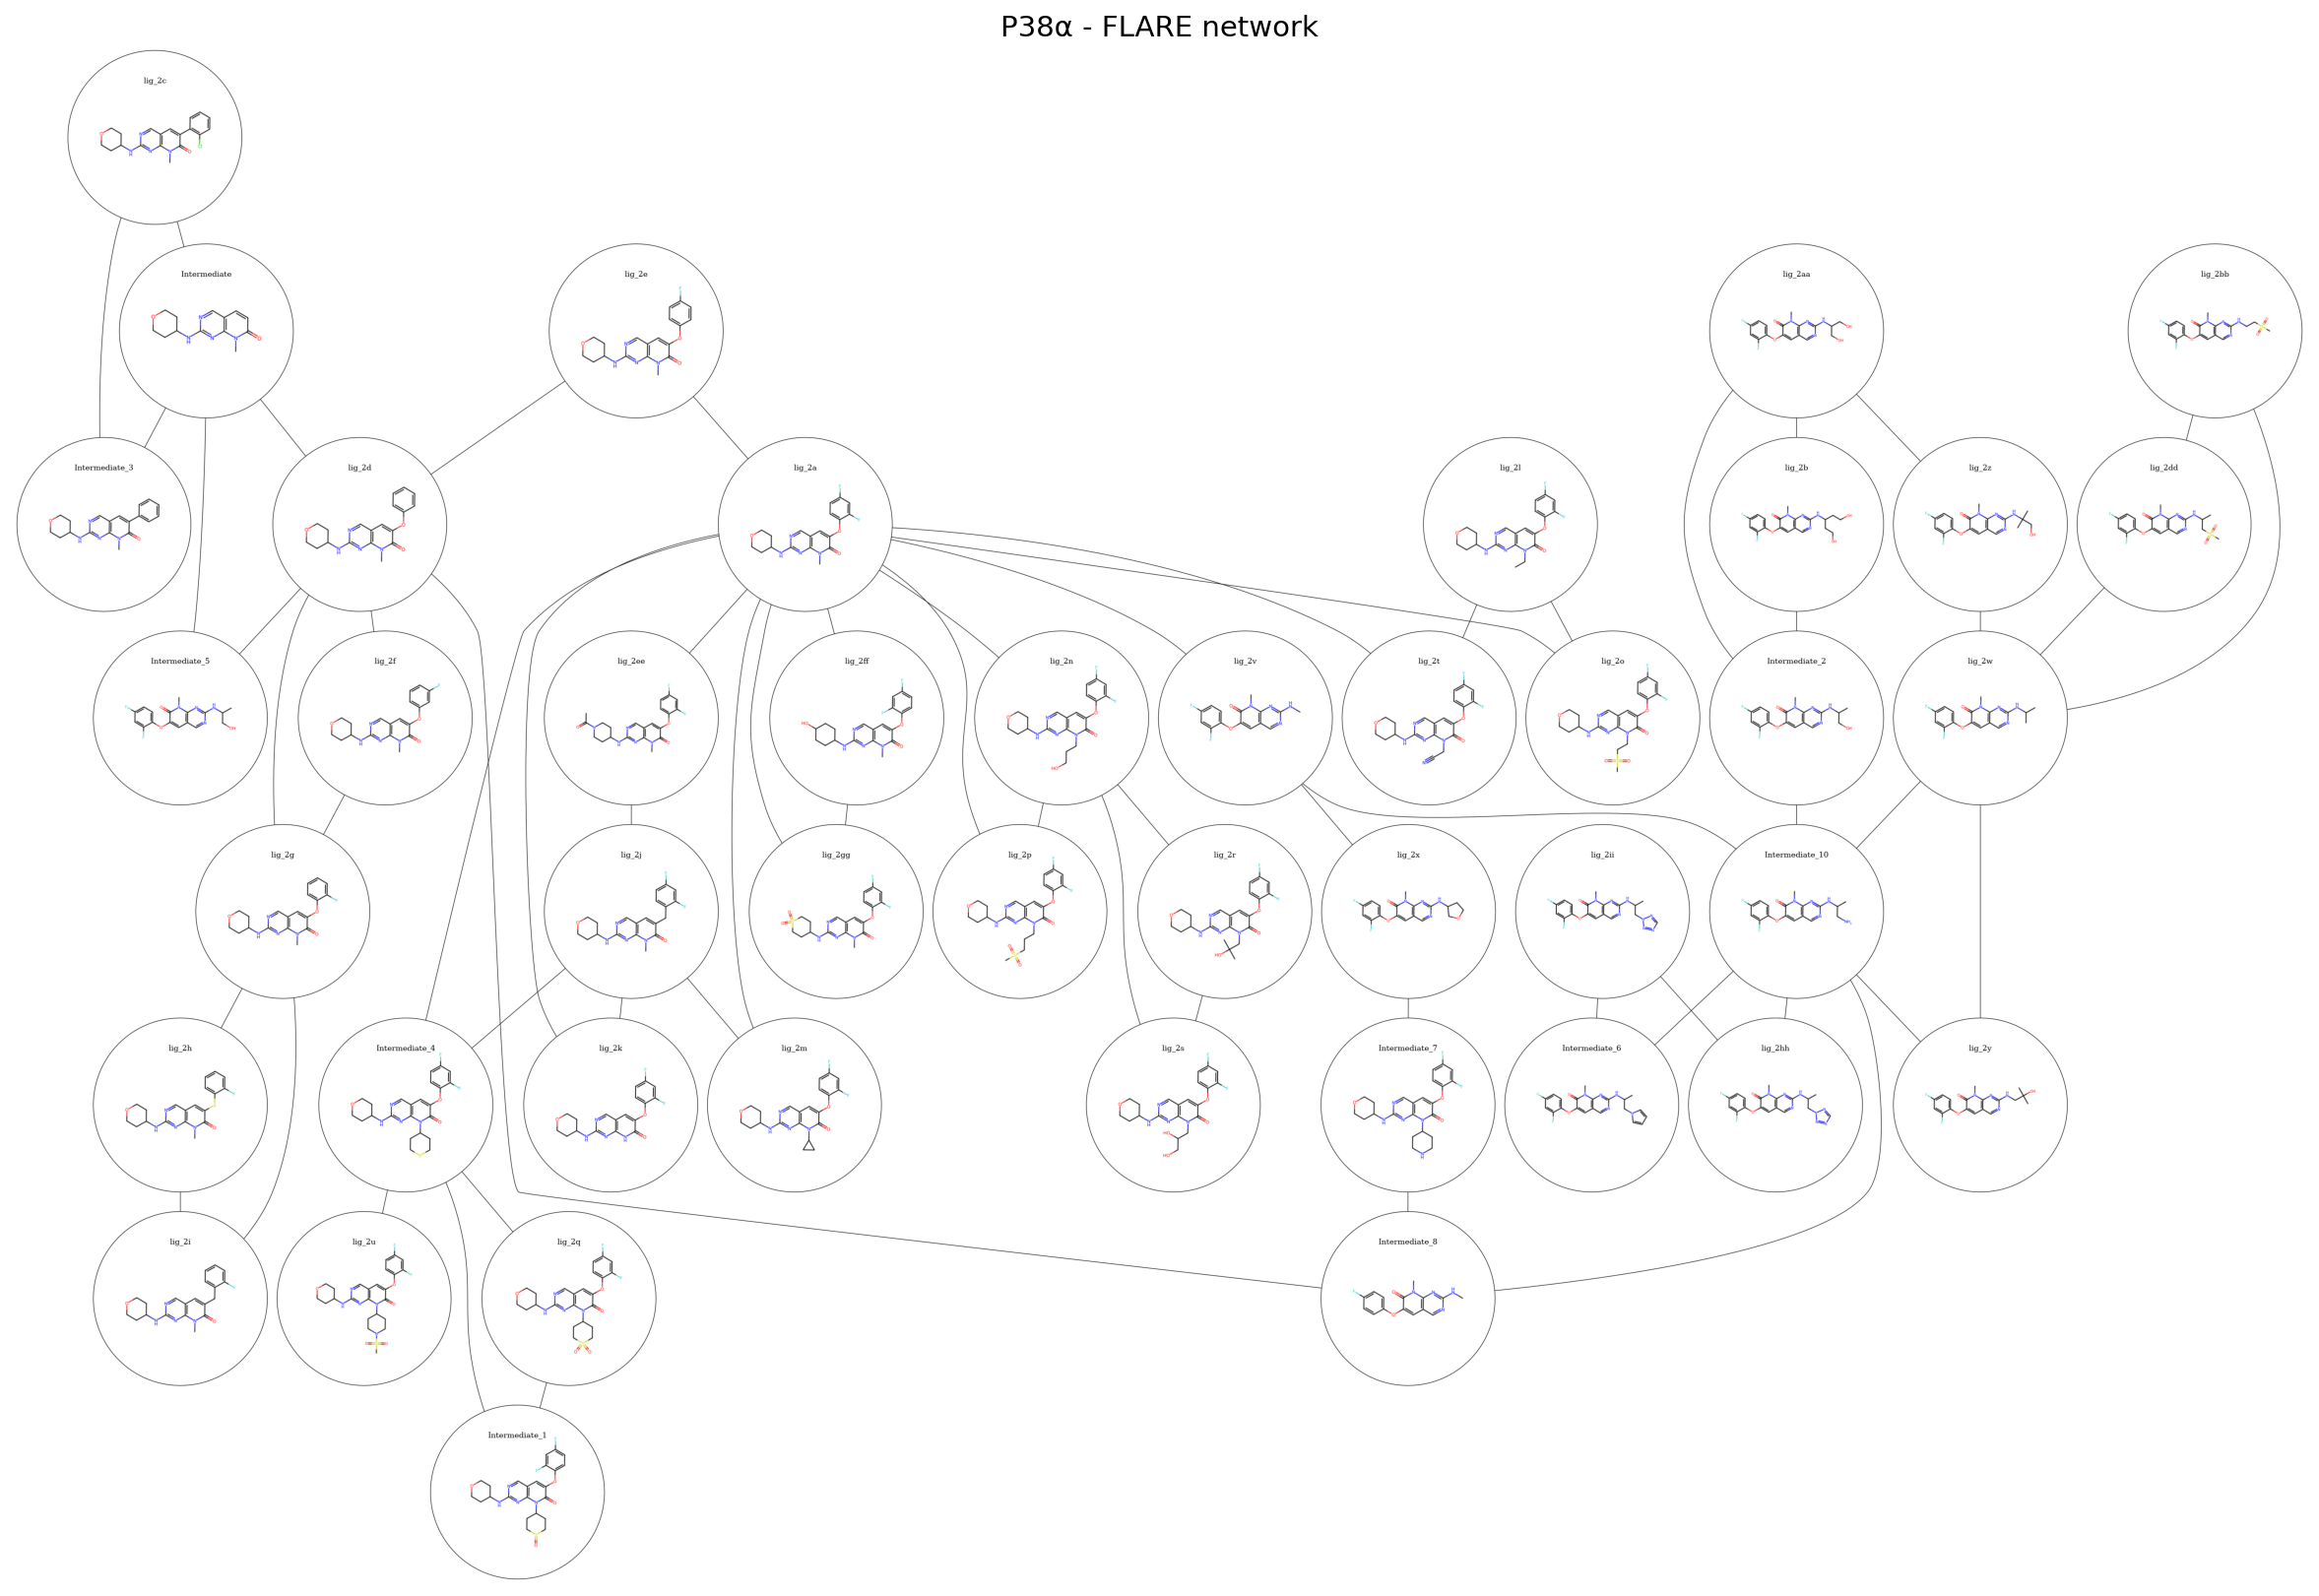 P38α - FLARE network
lig_2c
Intermediate
lig_2e
lig_2aa
lig_2bb
Intermediate_3
lig_2d
lig_2a
lig_2l
lig_2b
lig_2z
lig_2dd
Intermediate_5
lig_2f
lig_2ee
lig_2ff
lig_2n
lig_2v
lig_2t
lig_2o
Intermediate_2
lig_2w
lig_2g
lig_2j
lig_2gg
lig_2p
lig_2r
lig_2x
lig_2ii
Intermediate_10
lig_2h
Intermediate_4
lig_2k
lig_2m
lig_2s
Intermediate_7
Intermediate_6
lig_2hh
lig_2y
lig_2i
lig_2u
lig_2q
Intermediate_8
Intermediate_1